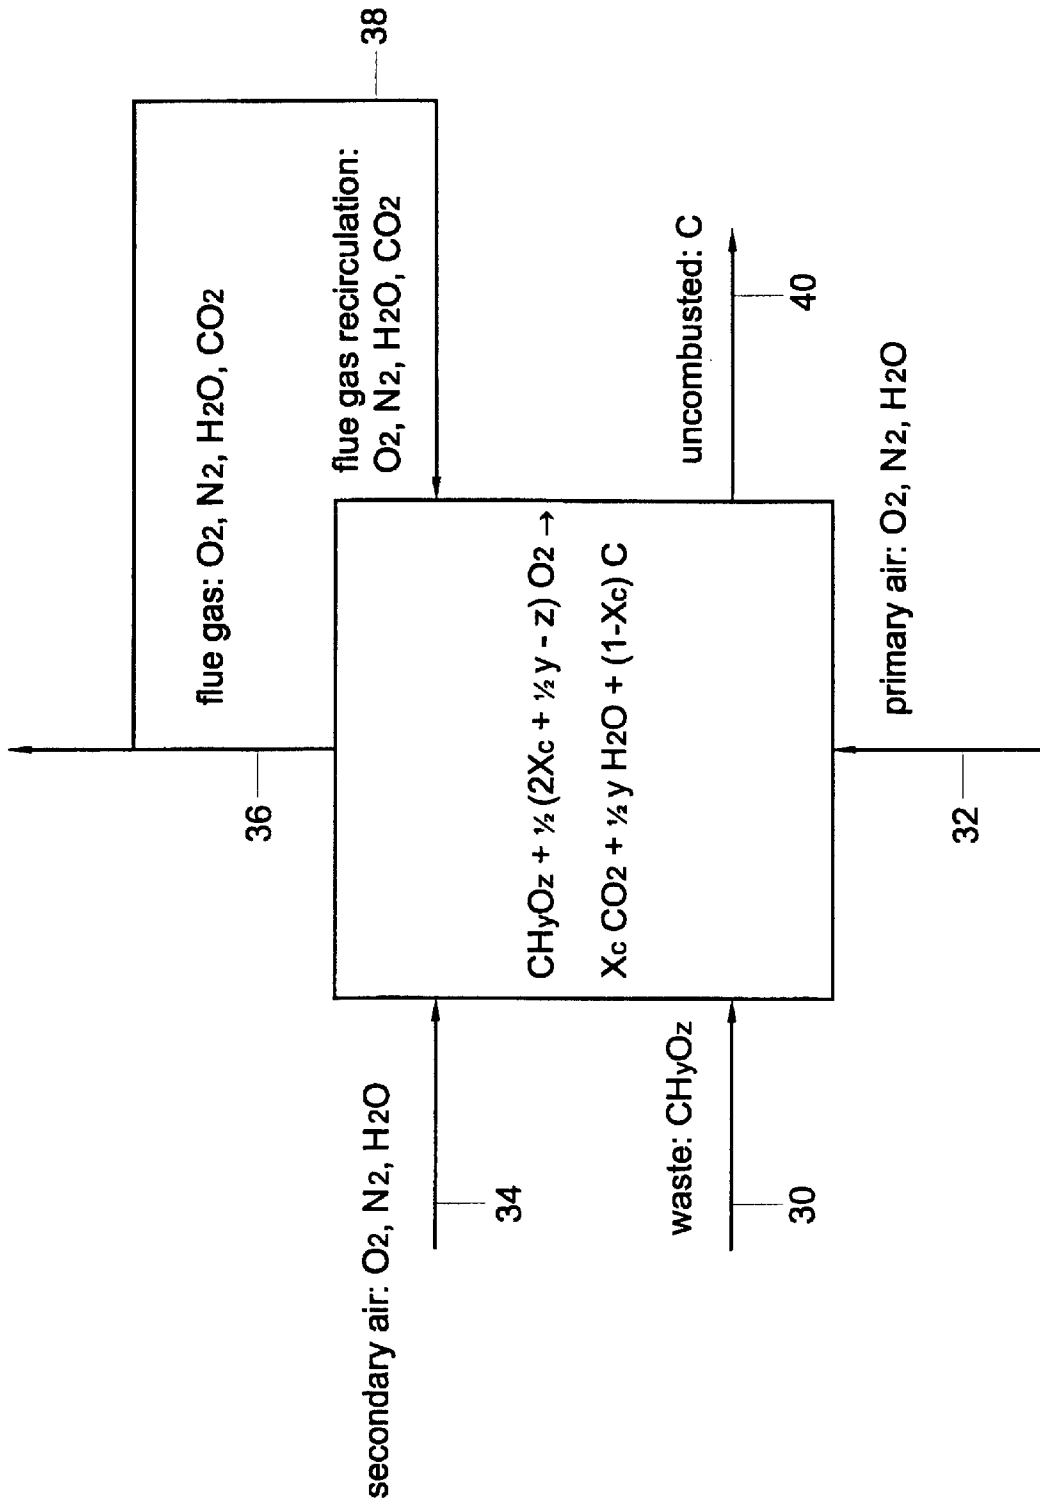 flue gas: O2, N2, H2O, CO2
36
38
flue gas recirculation:
O2, N2, H2O, CO2
secondary air: O2, N2, H2O
34
CHyOz + ½ (2Xc + ½ y - z) O2 →
Xc CO2 + ½ y H2O + (1-Xc) C
waste: CHyOz
30
uncombusted: C
40
primary air: O2, N2, H2O
32